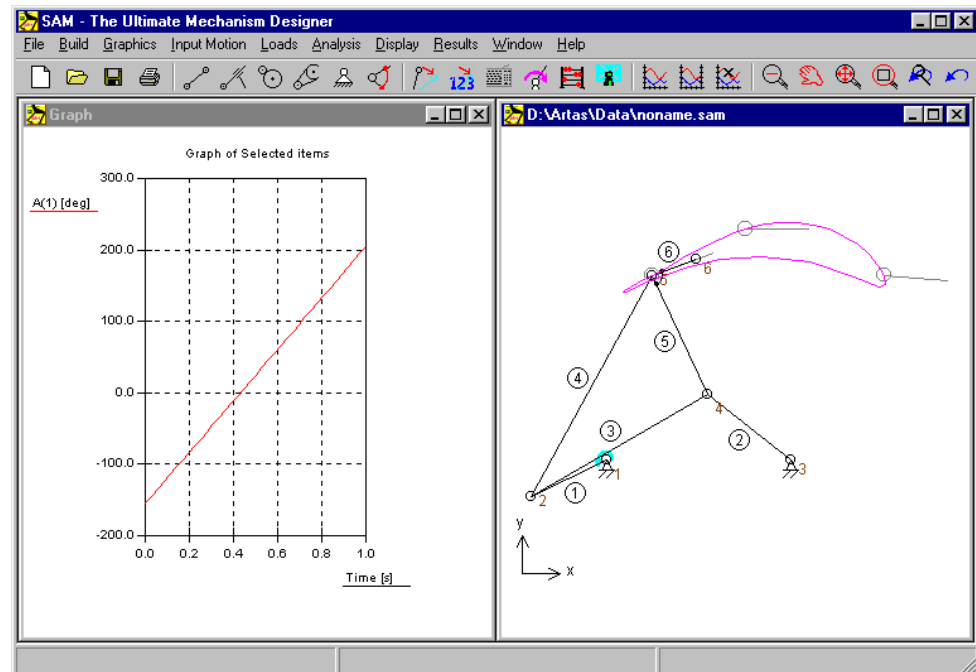 SAM - The Ultimate Mechanism Designer
File Build Graphics Input Motion Loads Analysis Display Results Window Help
123
Graph
D:\Artas\Data\noname.sam
Graph of Selected items
A(1) [deg]
300.0
200.0
100.0
0.0
-100.0
-200.0
0.0 0.2 0.4 0.6 0.8 1.0
Time [s]
6
6
5
5
4
4
3
2
3
1
1
2
y
x